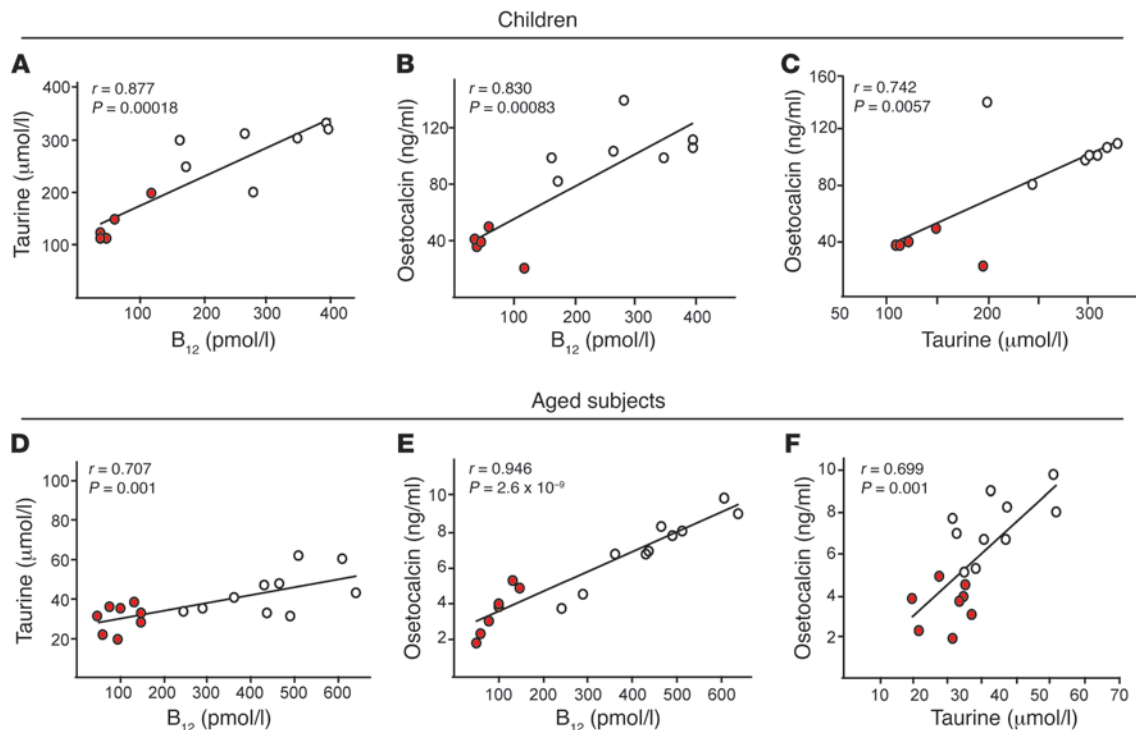 Children
A
r = 0.877
P = 0.00018
Taurine (μmol/l)
400
300
200
100
100 200 300 400
B₁₂ (pmol/l)
B
r = 0.830
P = 0.00083
Osetocalcin (ng/ml)
120
80
40
100 200 300 400
B₁₂ (pmol/l)
C
r = 0.742
P = 0.0057
Osetocalcin (ng/ml)
160
120
80
40
50 100 200 300
Taurine (μmol/l)
Aged subjects
D
r = 0.707
P = 0.001
Taurine (μmol/l)
100
80
60
40
20
100 200 300 400 500 600
B₁₂ (pmol/l)
E
r = 0.946
P = 2.6 x 10⁻⁹
Osetocalcin (ng/ml)
10
8
6
4
2
100 200 300 400 500 600
B₁₂ (pmol/l)
F
r = 0.699
P = 0.001
Osetocalcin (ng/ml)
10
8
6
4
2
10 20 30 40 50 60 70
Taurine (μmol/l)